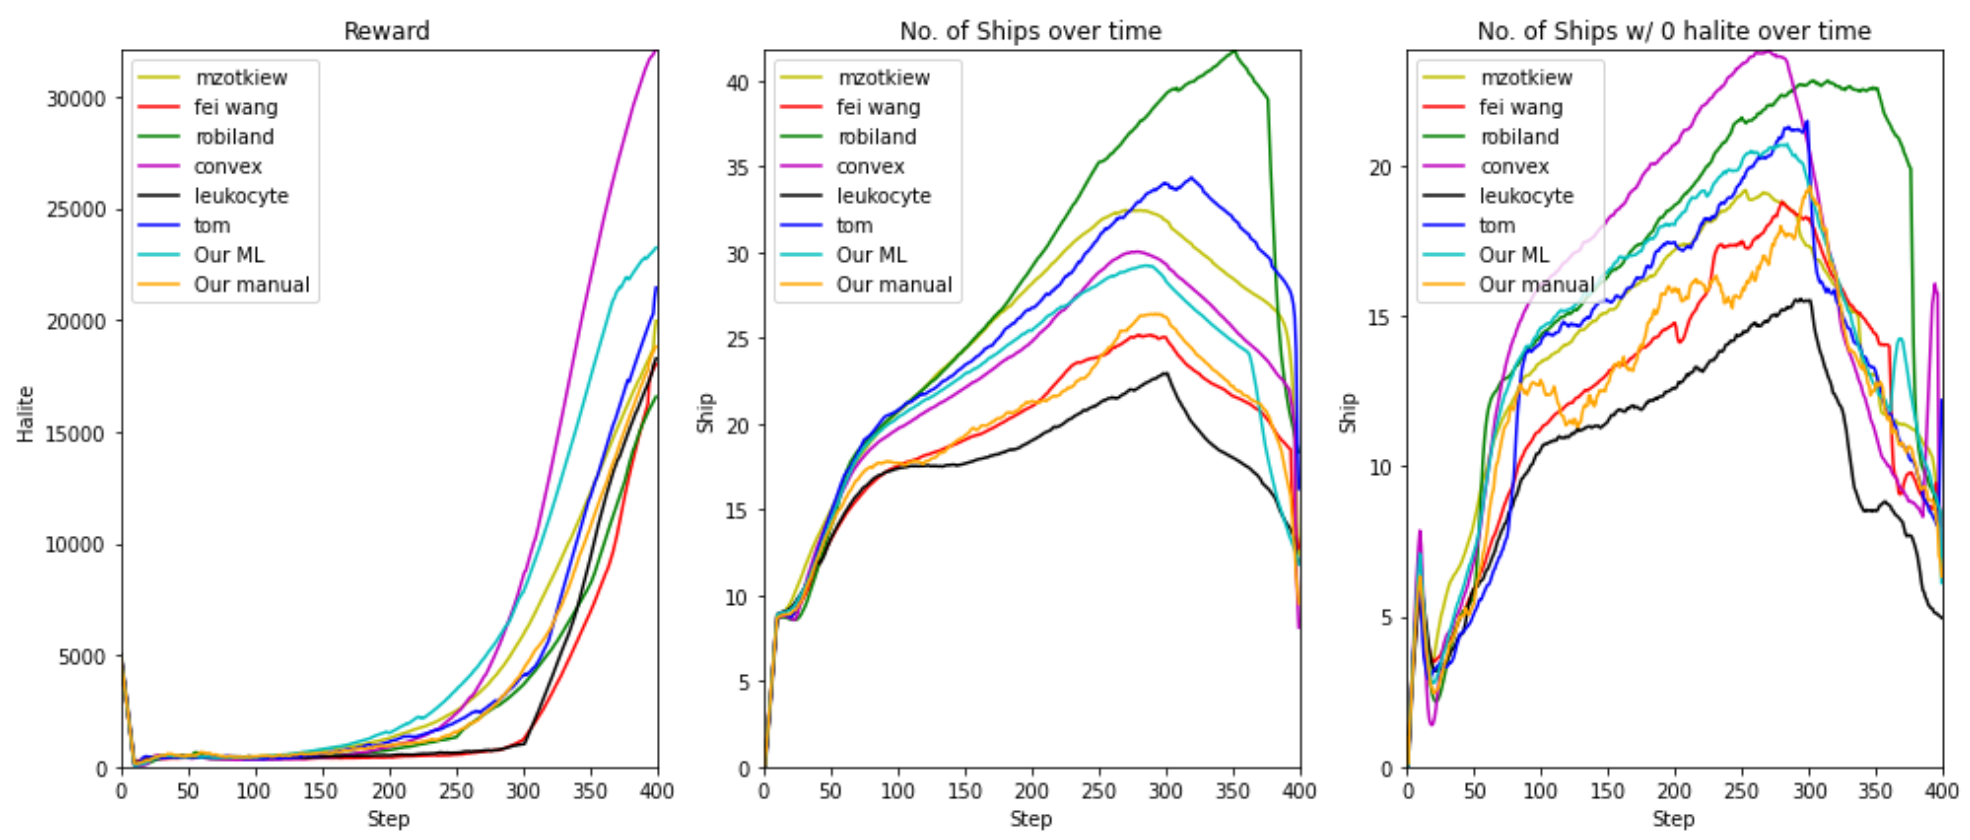 Reward
Halite
30000
25000
20000
15000
10000
5000
0
mzotkiew
fei wang
robiland
convex
leukocyte
tom
Our ML
Our manual
0 50 100 150 200 250 300 350 400
Step
No. of Ships over time
Ship
40
35
30
25
20
15
10
5
0
mzotkiew
fei wang
robiland
convex
leukocyte
tom
Our ML
Our manual
0 50 100 150 200 250 300 350 400
Step
No. of Ships w/ 0 halite over time
Ship
20
15
10
5
0
mzotkiew
fei wang
robiland
convex
leukocyte
tom
Our ML
Our manual
0 50 100 150 200 250 300 350 400
Step